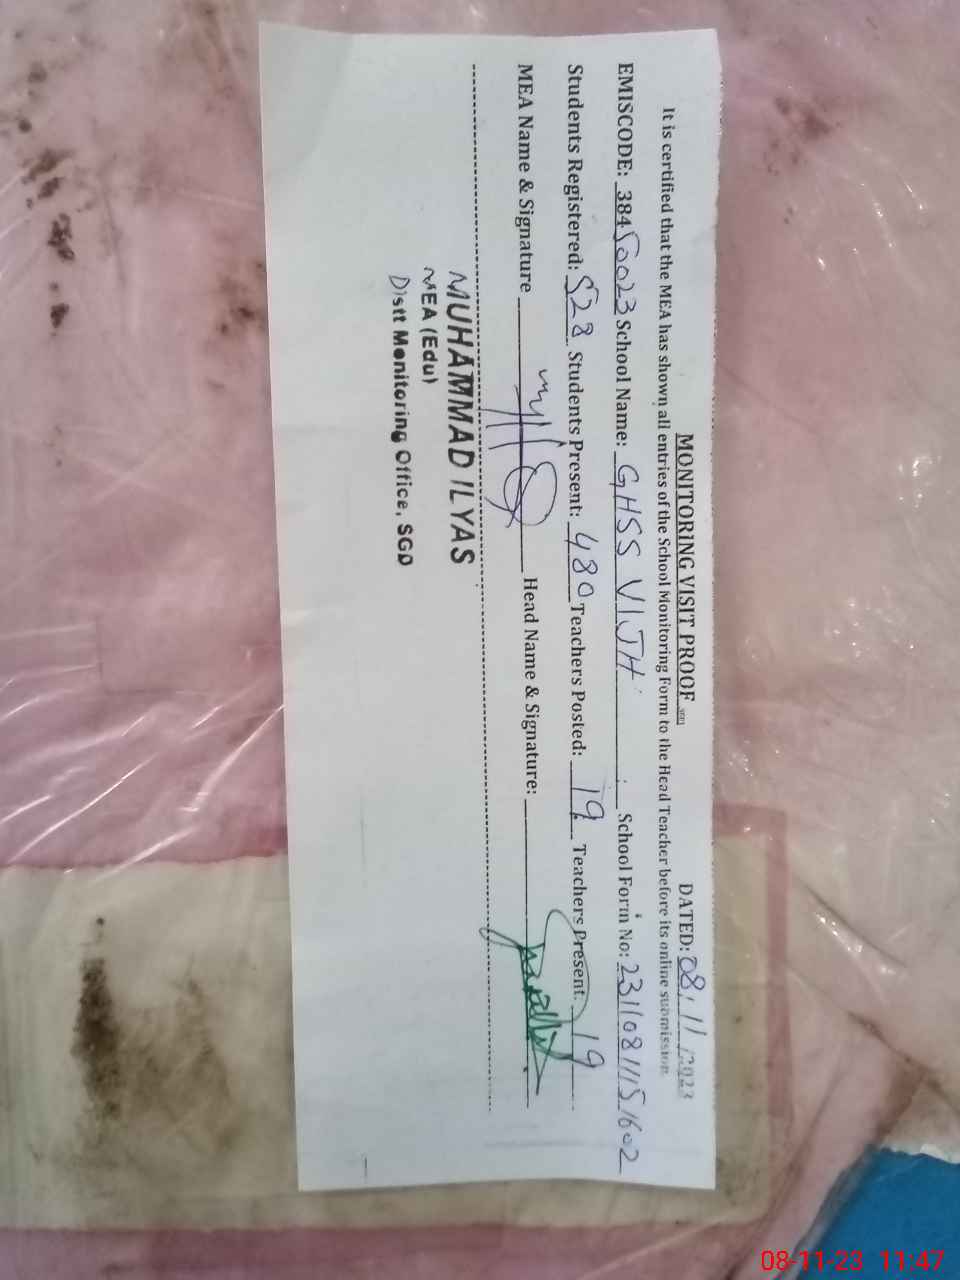 MONITORING VISIT PROOF DATED: 08/11/2023
It is certified that the MEA has shown all entries of the School Monitoring Form to the Head Teacher before its online submission.
EMISCODE: 38450023 School Name: GHSS VIJH School Form No: 23110811151602
Students Registered: 528 Students Present: 480 Teachers Posted: 19 Teachers Present: 19
MEA Name & Signature Head Name & Signature:
MUHAMMAD ILYAS
MEA (Edu)
Distt Monitoring Office, SGD
08-11-23 11:47